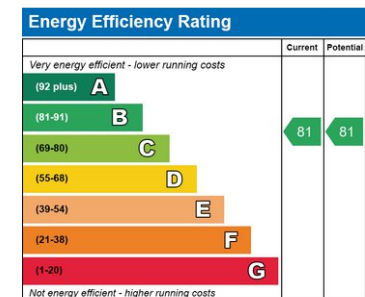 Energy Efficiency Rating
Current Potential
Very energy efficient - lower running costs
(92 plus) A
(81-91) B
81 81
(69-80) C
(55-68) D
(39-54) E
(21-38) F
(1-20) G
Not energy efficient - higher running costs